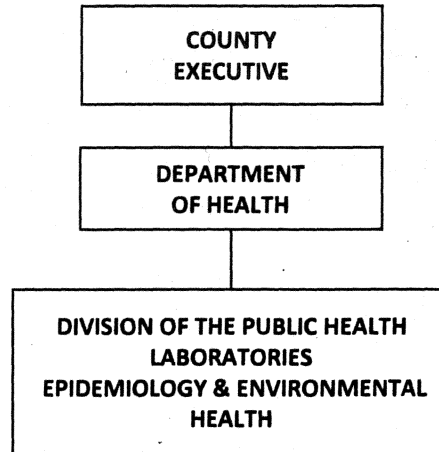 COUNTY
EXECUTIVE
DEPARTMENT
OF HEALTH
DIVISION OF THE PUBLIC HEALTH
LABORATORIES
EPIDEMIOLOGY & ENVIRONMENTAL
HEALTH